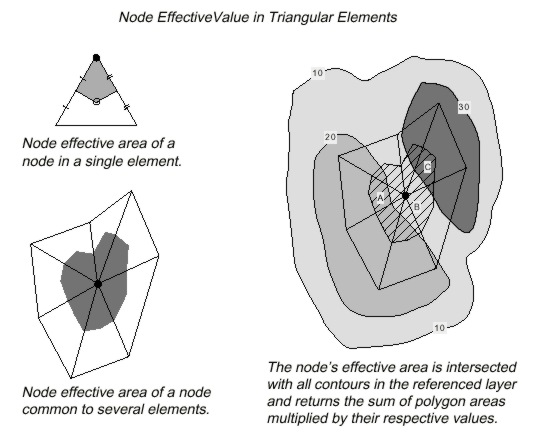 Node EffectiveValue in Triangular Elements
10
30
20
C
A
B
10
Node effective area of a
node in a single element.
Node effective area of a node
common to several elements.
The node's effective area is intersected
with all contours in the referenced layer
and returns the sum of polygon areas
multiplied by their respective values.